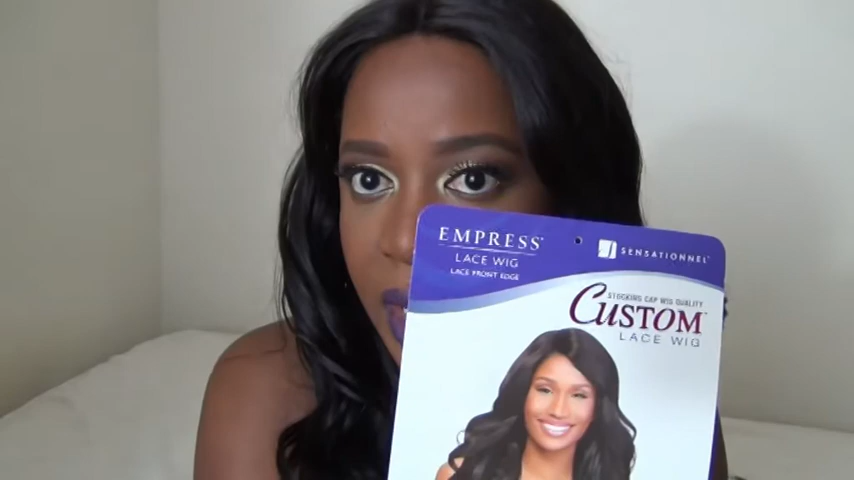 EMPRESS
LACE WIG
LACE FRONT EDGE
SENSATIONNEL
STOCKING CAP WIG QUALITY
CUSTOM
LACE WIG